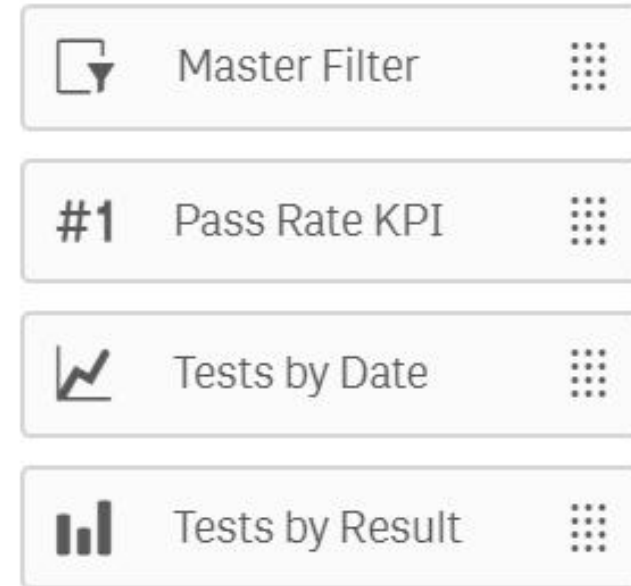 Master Filter
#1 Pass Rate KPI
Tests by Date
Tests by Result